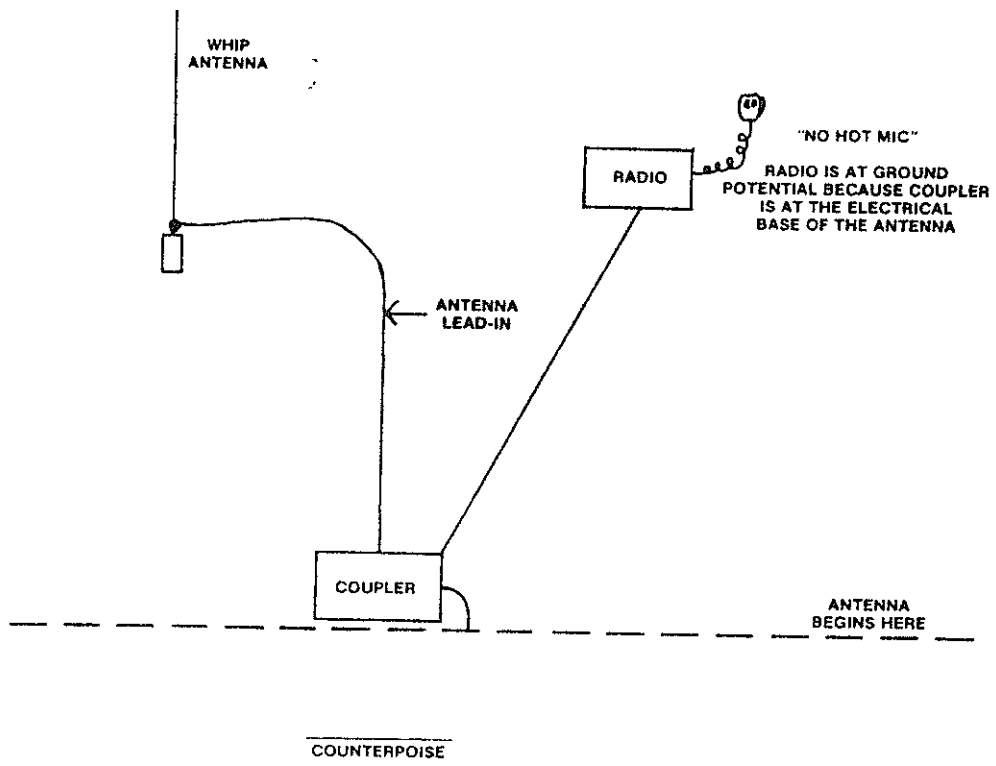 WHIP
ANTENNA
"NO HOT MIC"
RADIO
RADIO IS AT GROUND
POTENTIAL BECAUSE COUPLER
IS AT THE ELECTRICAL
BASE OF THE ANTENNA
ANTENNA
LEAD-IN
COUPLER
ANTENNA
BEGINS HERE
COUNTERPOISE